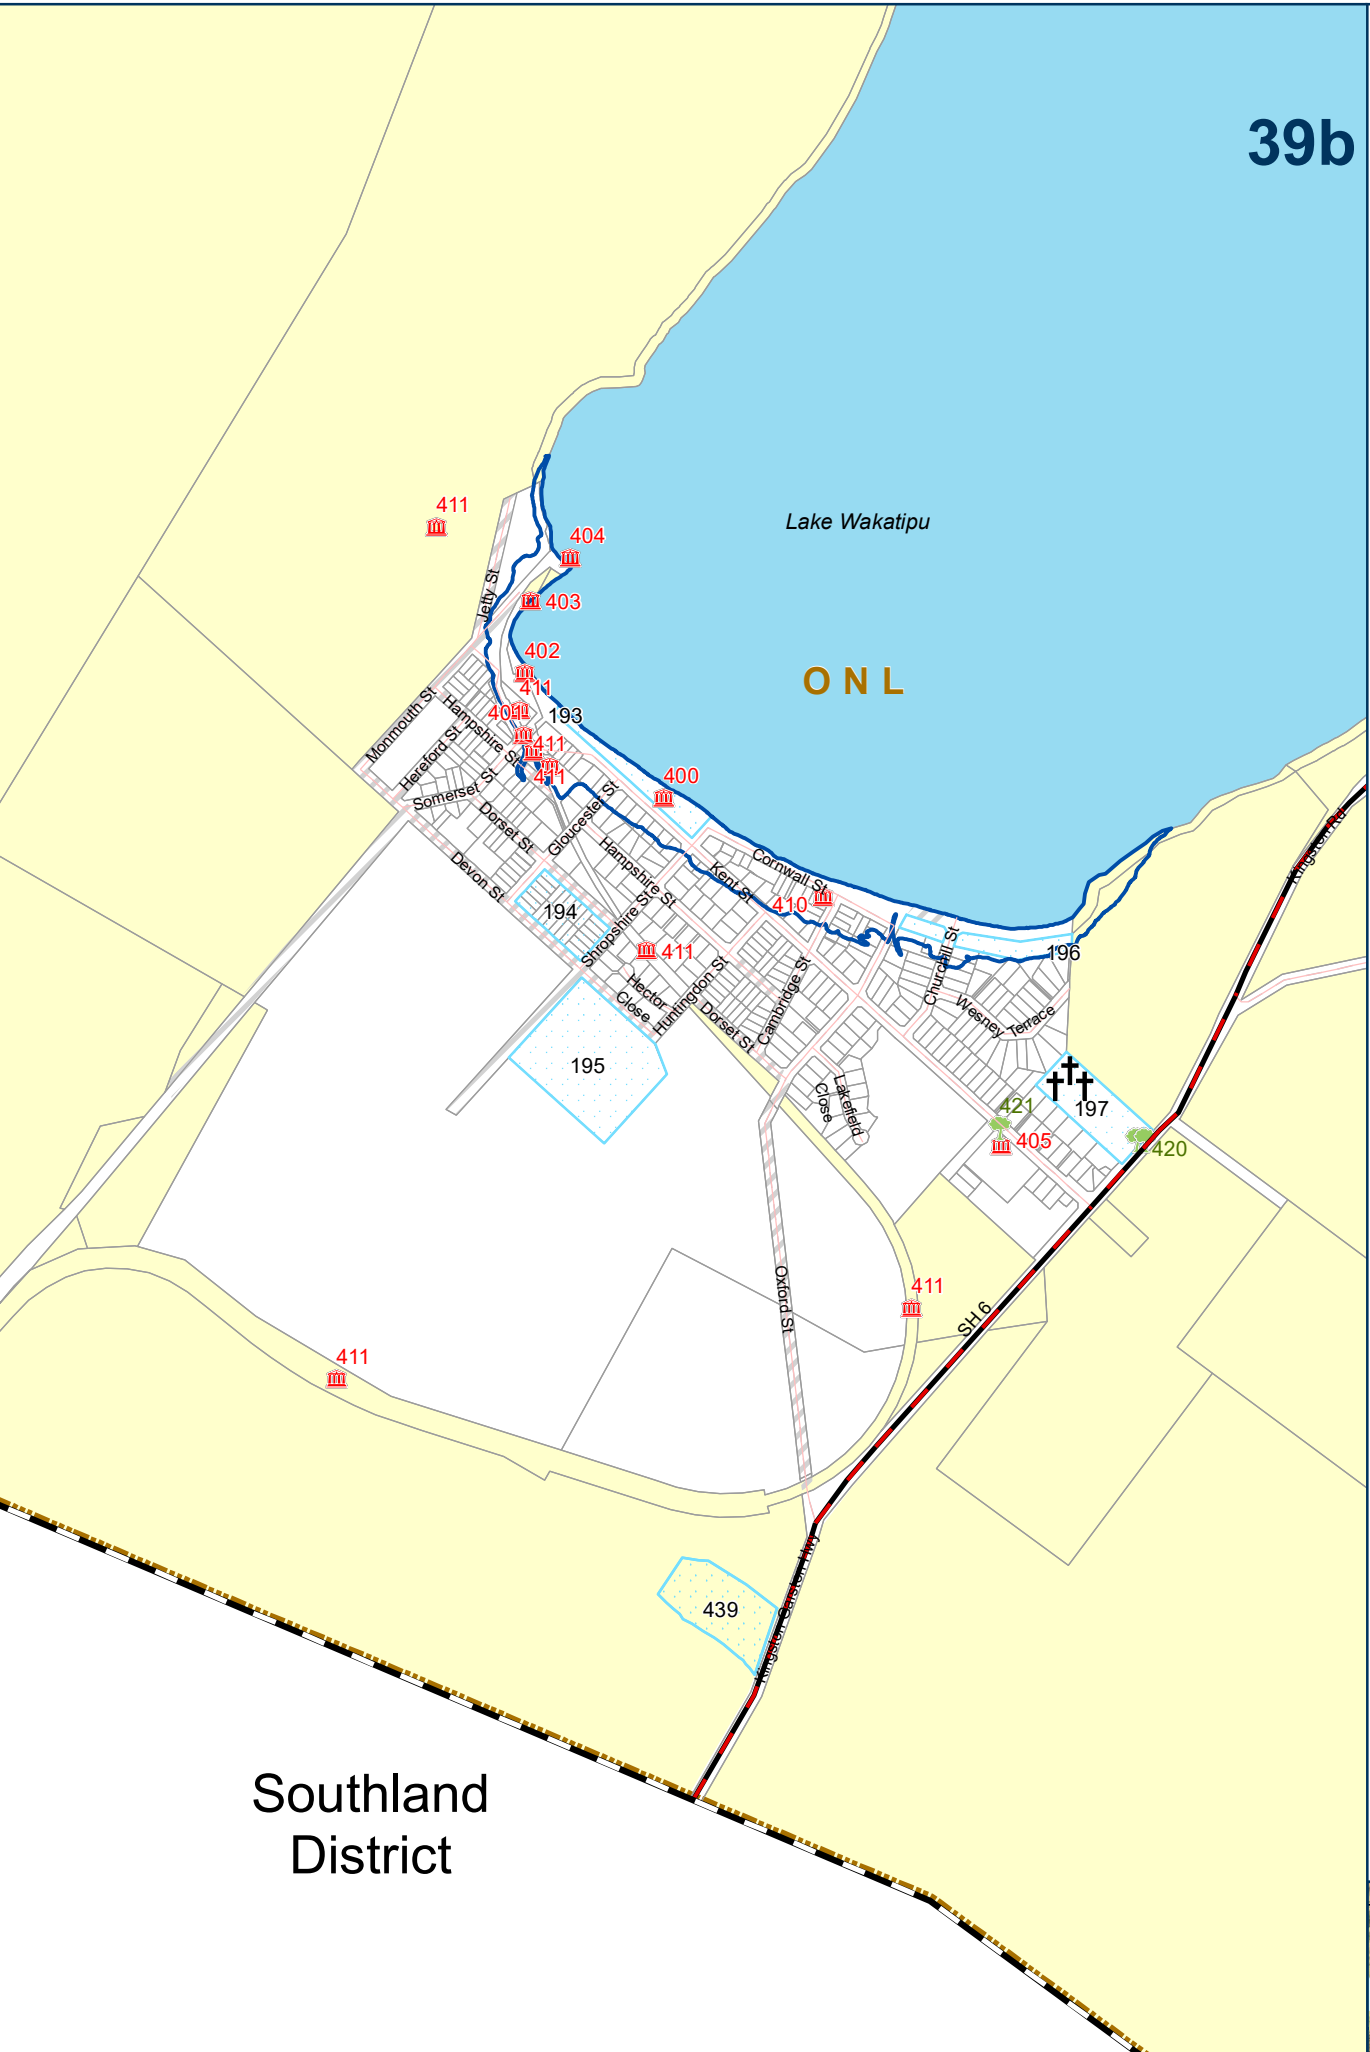 39b
411
404
Lake Wakatipu
Jetty St
403
402
O N L
411
401
193
Monmouth St
Hampshire St
411
Hereford St
411
400
Somerset St
Gloucester St
Dorset St
Hampshire St
Cornwall St
Kent St
Kingston Rd
Devon St
410
194
Shropshire St
411
Churchill St
196
Hector
Close
Huntingdon St
Cambridge St
Wesney Terrace
Dorset St
195
Lakefield
Close
197
421
405
420
Oxford St
411
SH 6
411
Kingston Garston Hwy
439
Southland
District